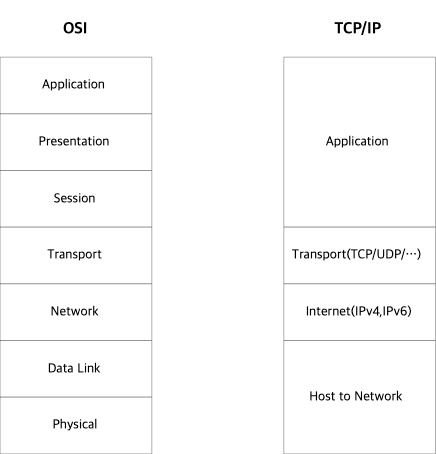 OSI
TCP/IP
Application
Presentation
Session
Transport
Network
Data Link
Physical
Application
Transport(TCP/UDP/⋯)
Internet(IPv4,IPv6)
Host to Network